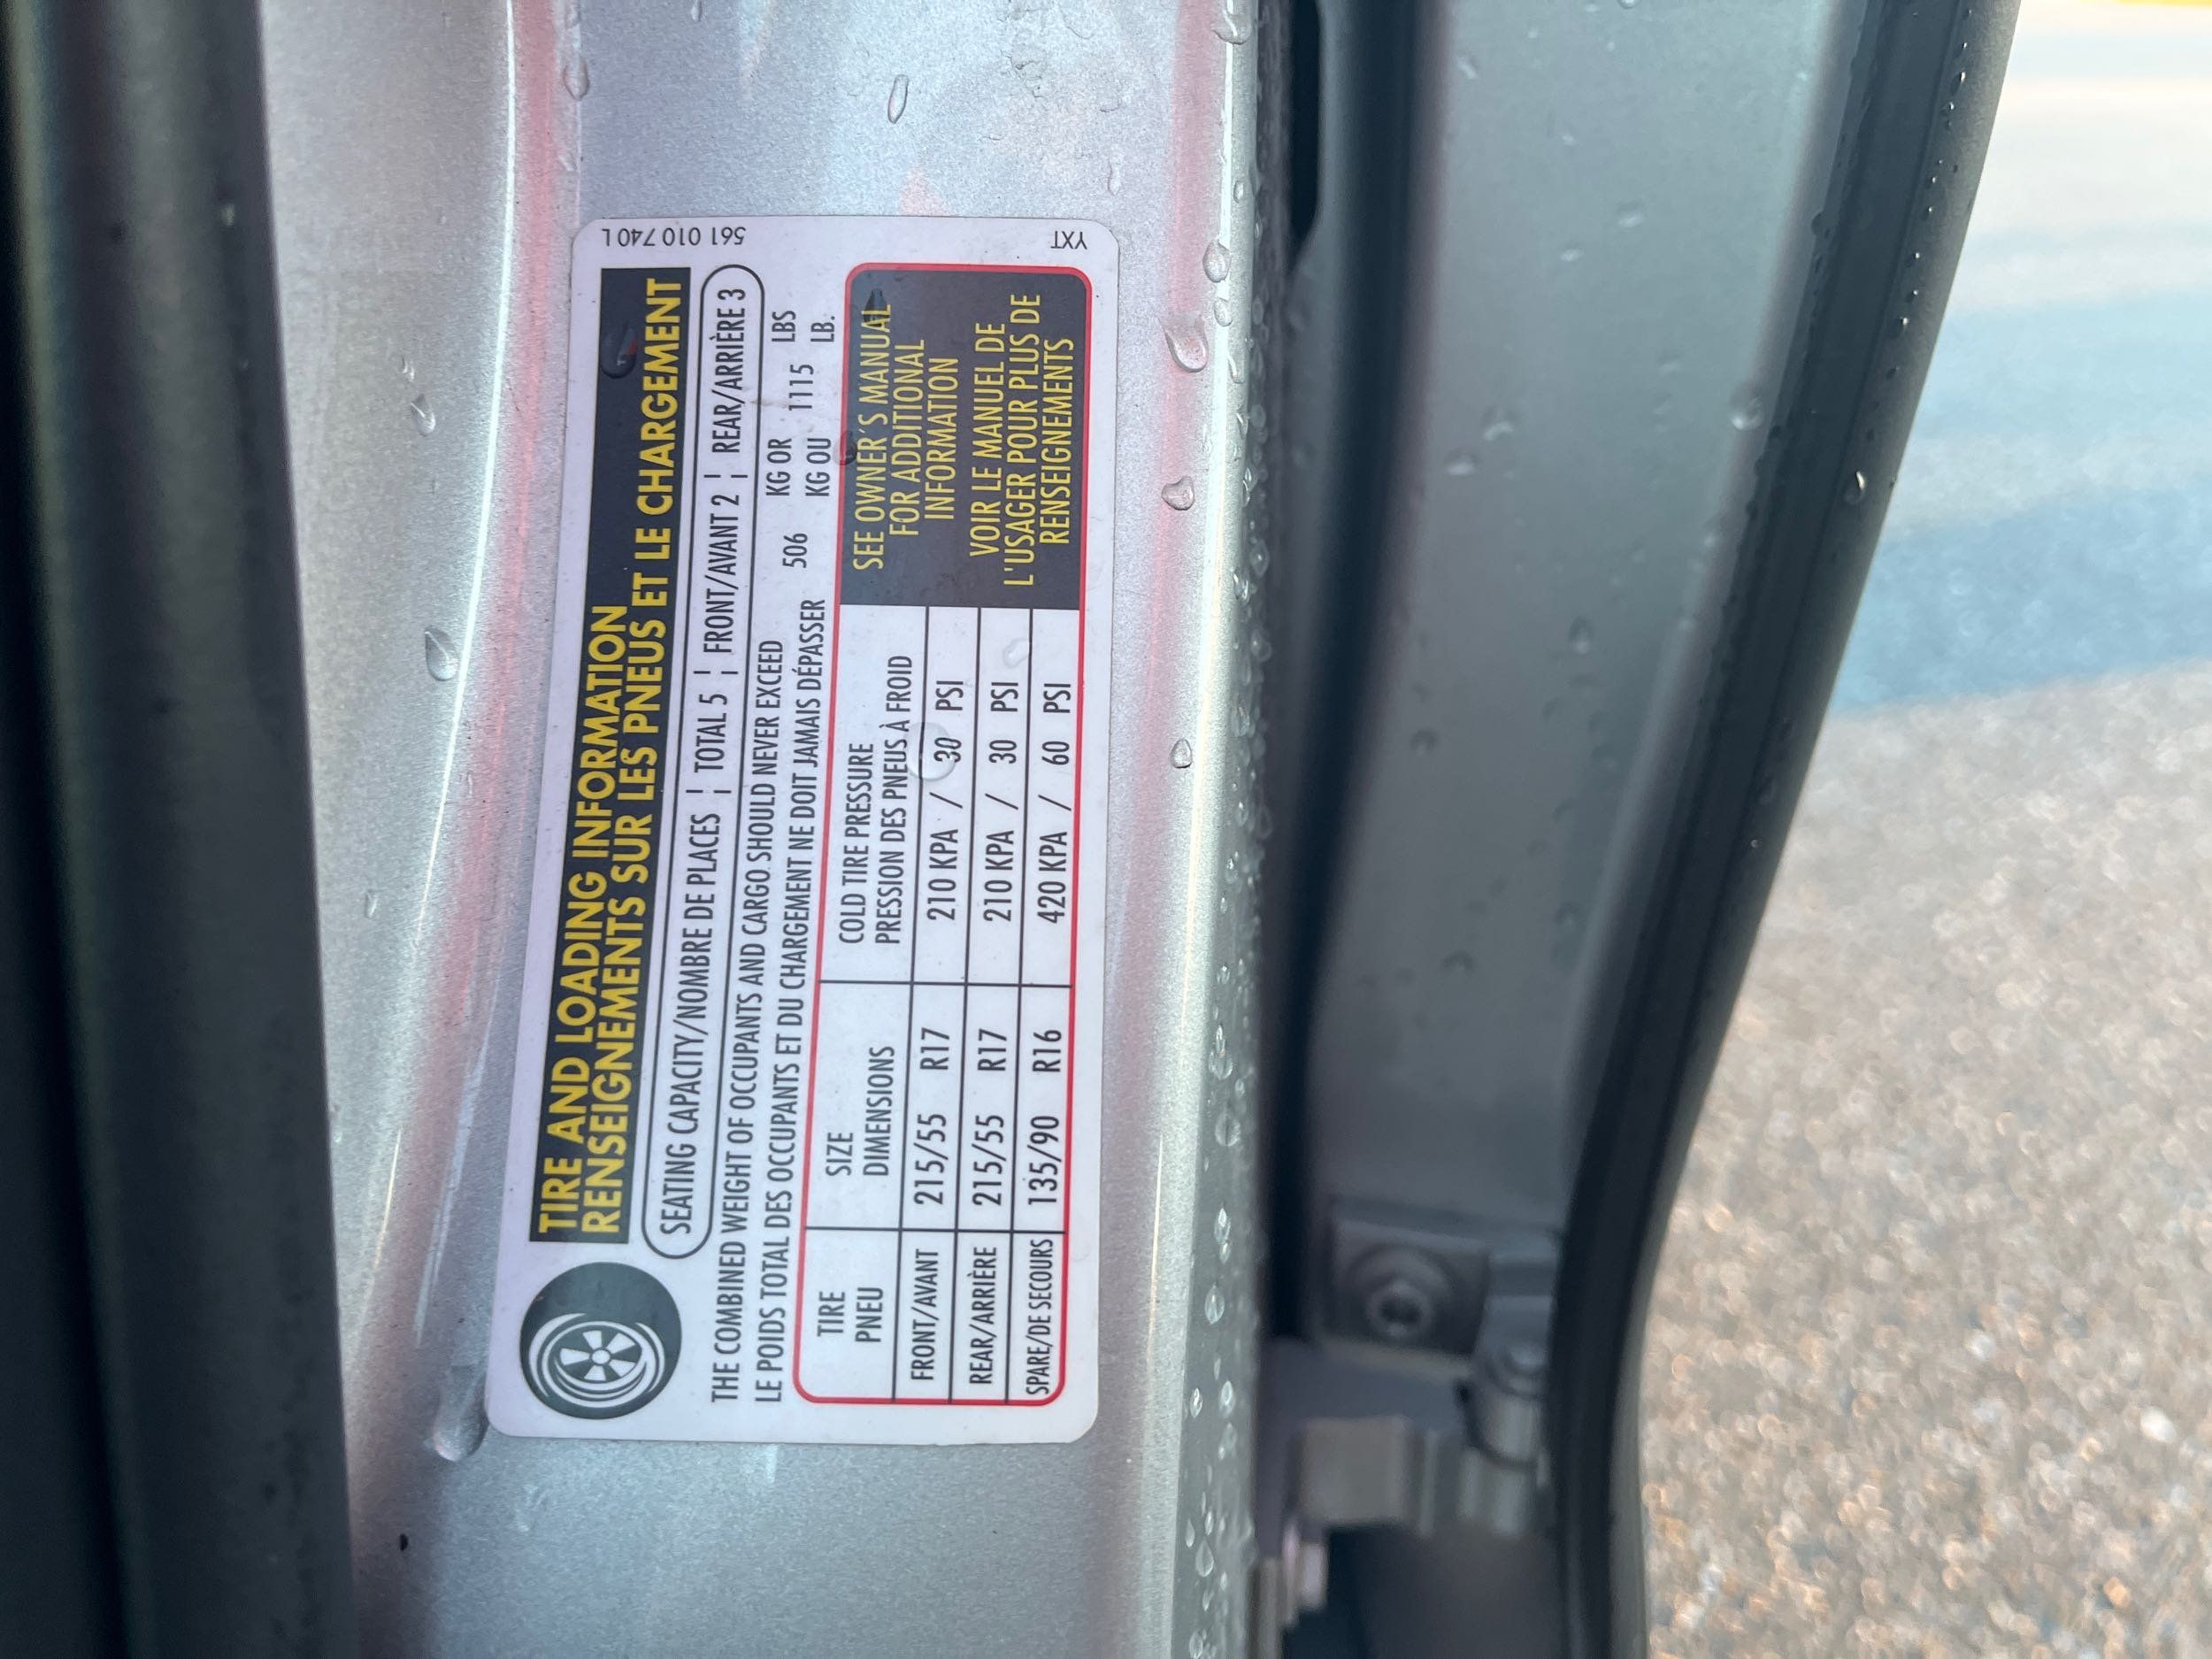 TIRE AND LOADING INFORMATION
RENSEIGNEMENTS SUR LES PNEUS ET LE CHARGEMENT
SEATING CAPACITY/NOMBRE DE PLACES ¦ TOTAL 5 ¦ FRONT/AVANT 2 ¦ REAR/ARRIÈRE 3
THE COMBINED WEIGHT OF OCCUPANTS AND CARGO SHOULD NEVER EXCEED 506 KG OR 1115 LBS
LE POIDS TOTAL DES OCCUPANTS ET DU CHARGEMENT NE DOIT JAMAIS DÉPASSER KG OU LB.
TIRE SIZE COLD TIRE PRESSURE
PNEU DIMENSIONS PRESSION DES PNEUS À FROID
FRONT/AVANT 215/55 R17 210 KPA / 30 PSI
REAR/ARRIÈRE 215/55 R17 210 KPA / 30 PSI
SPARE/DE SECOURS 135/90 R16 420 KPA / 60 PSI
SEE OWNER'S MANUAL
FOR ADDITIONAL
INFORMATION
VOIR LE MANUEL DE
L'USAGER POUR PLUS DE
RENSEIGNEMENTS
561 010 740 L
YXT